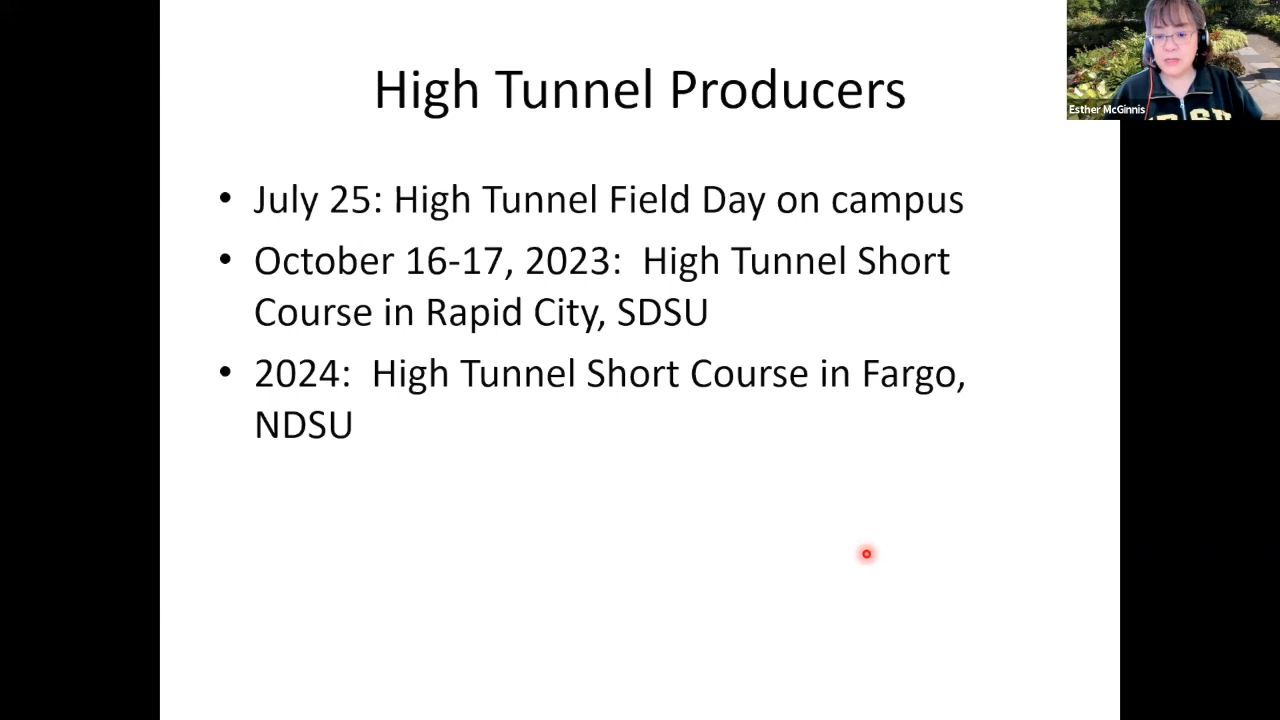 High Tunnel Producers
Esther McGinnis
• July 25: High Tunnel Field Day on campus
• October 16-17, 2023:  High Tunnel Short
Course in Rapid City, SDSU
• 2024:  High Tunnel Short Course in Fargo,
NDSU